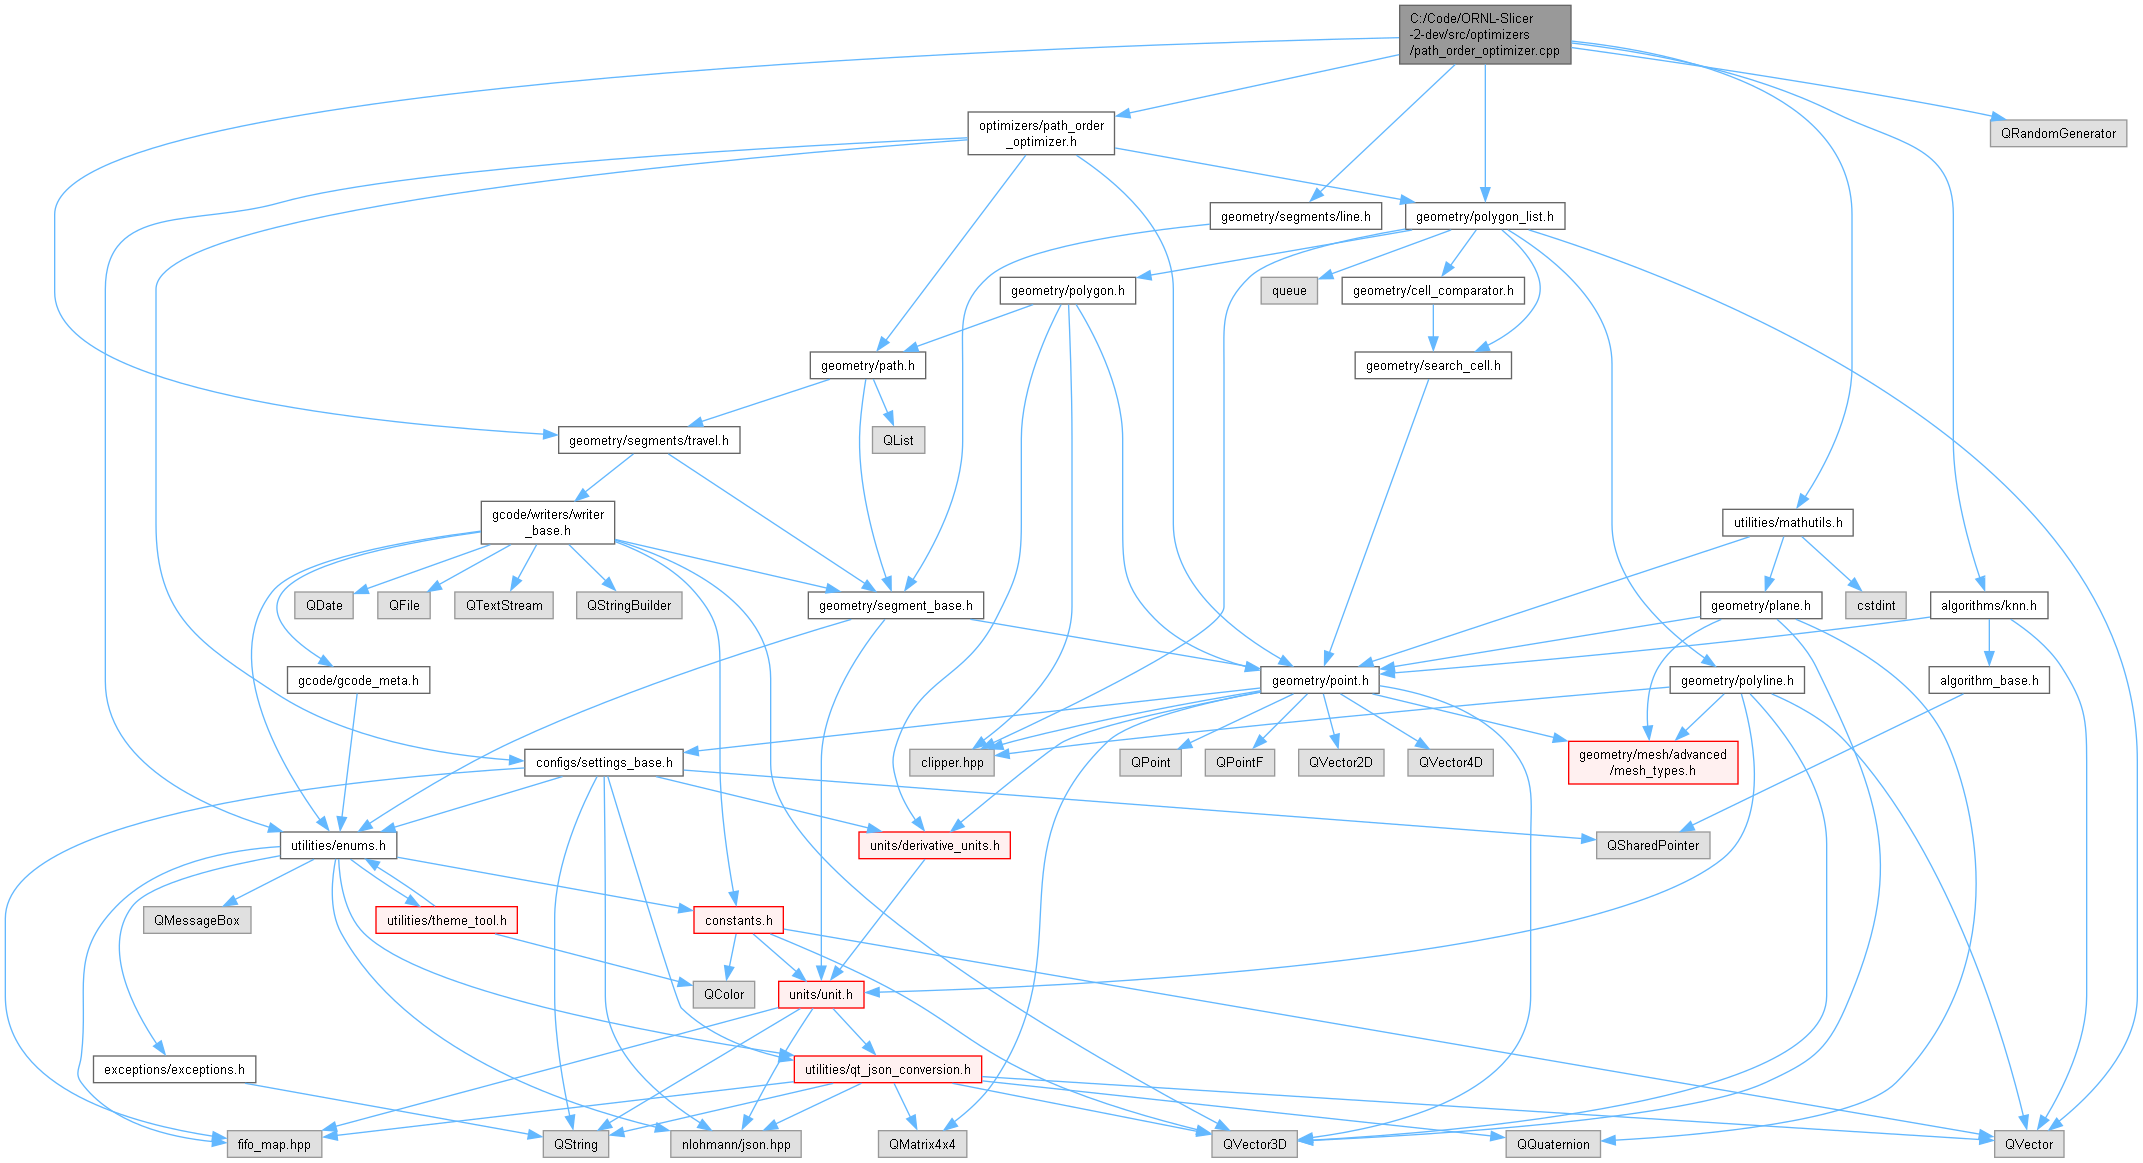 C:/Code/ORNL-Slicer
-2-dev/src/optimizers
/path_order_optimizer.cpp
optimizers/path_order
_optimizer.h
QRandomGenerator
geometry/segments/line.h
geometry/polygon_list.h
geometry/polygon.h
queue
geometry/cell_comparator.h
geometry/path.h
geometry/search_cell.h
geometry/segments/travel.h
QList
gcode/writers/writer
_base.h
utilities/mathutils.h
QDate
QFile
QTextStream
QStringBuilder
geometry/segment_base.h
geometry/plane.h
cstdint
algorithms/knn.h
gcode/gcode_meta.h
geometry/point.h
geometry/polyline.h
algorithm_base.h
configs/settings_base.h
clipper.hpp
QPoint
QPointF
QVector2D
QVector4D
geometry/mesh/advanced
/mesh_types.h
utilities/enums.h
units/derivative_units.h
QSharedPointer
QMessageBox
utilities/theme_tool.h
constants.h
QColor
units/unit.h
exceptions/exceptions.h
utilities/qt_json_conversion.h
fifo_map.hpp
QString
nlohmann/json.hpp
QMatrix4x4
QVector3D
QQuaternion
QVector